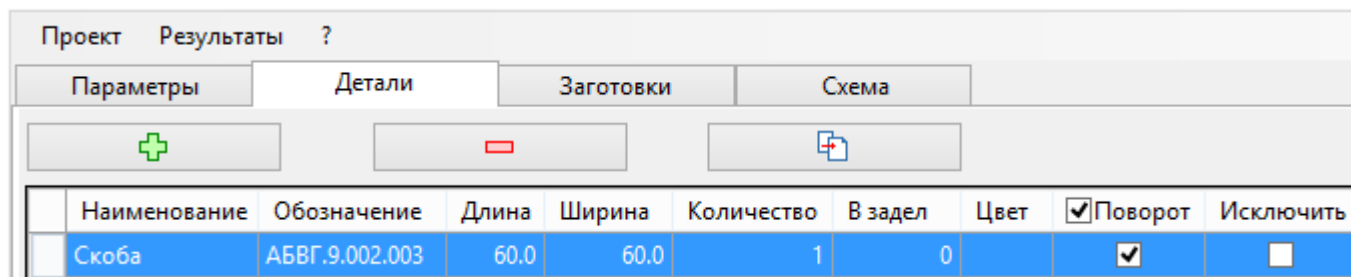 Проект Результаты ?
Параметры Детали Заготовки Схема
Наименование Обозначение Длина Ширина Количество В задел Цвет Поворот Исключить
Скоба АБВГ.9.002.003 60.0 60.0 1 0